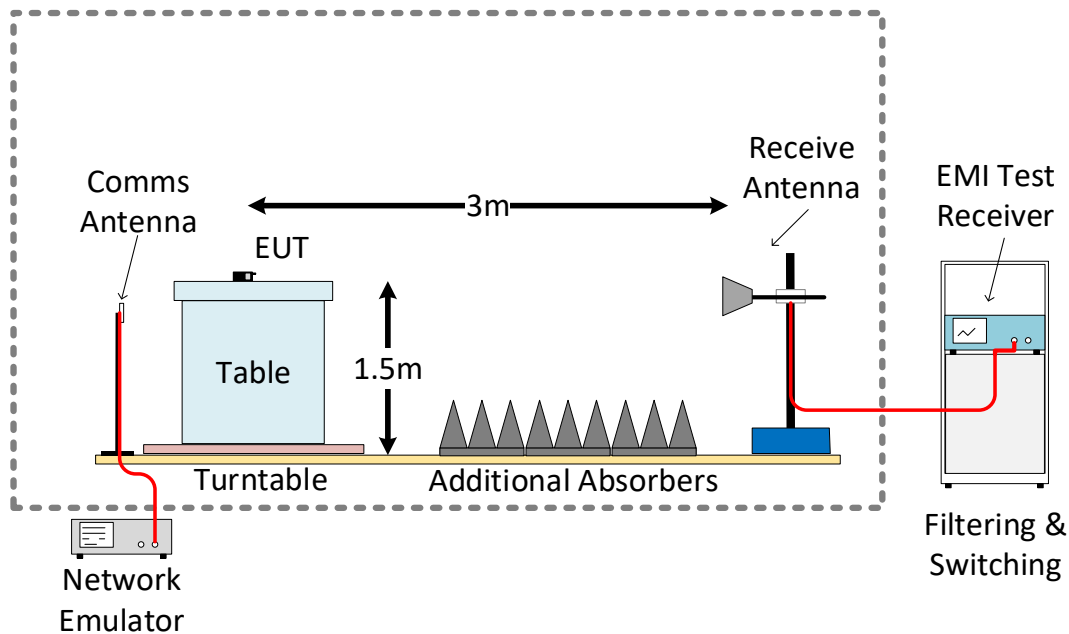 Comms
Antenna
EUT
3m
Receive
Antenna
EMI Test
Receiver
Table
1.5m
Turntable
Additional Absorbers
Network
Emulator
Filtering &
Switching